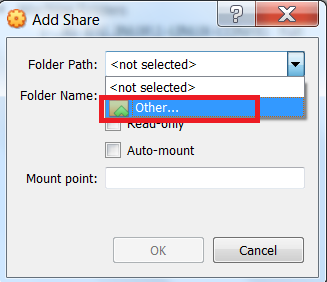 Add Share
Folder Path: <not selected>
<not selected>
Folder Name: Other...
Read-only
Auto-mount
Mount point:
OK Cancel